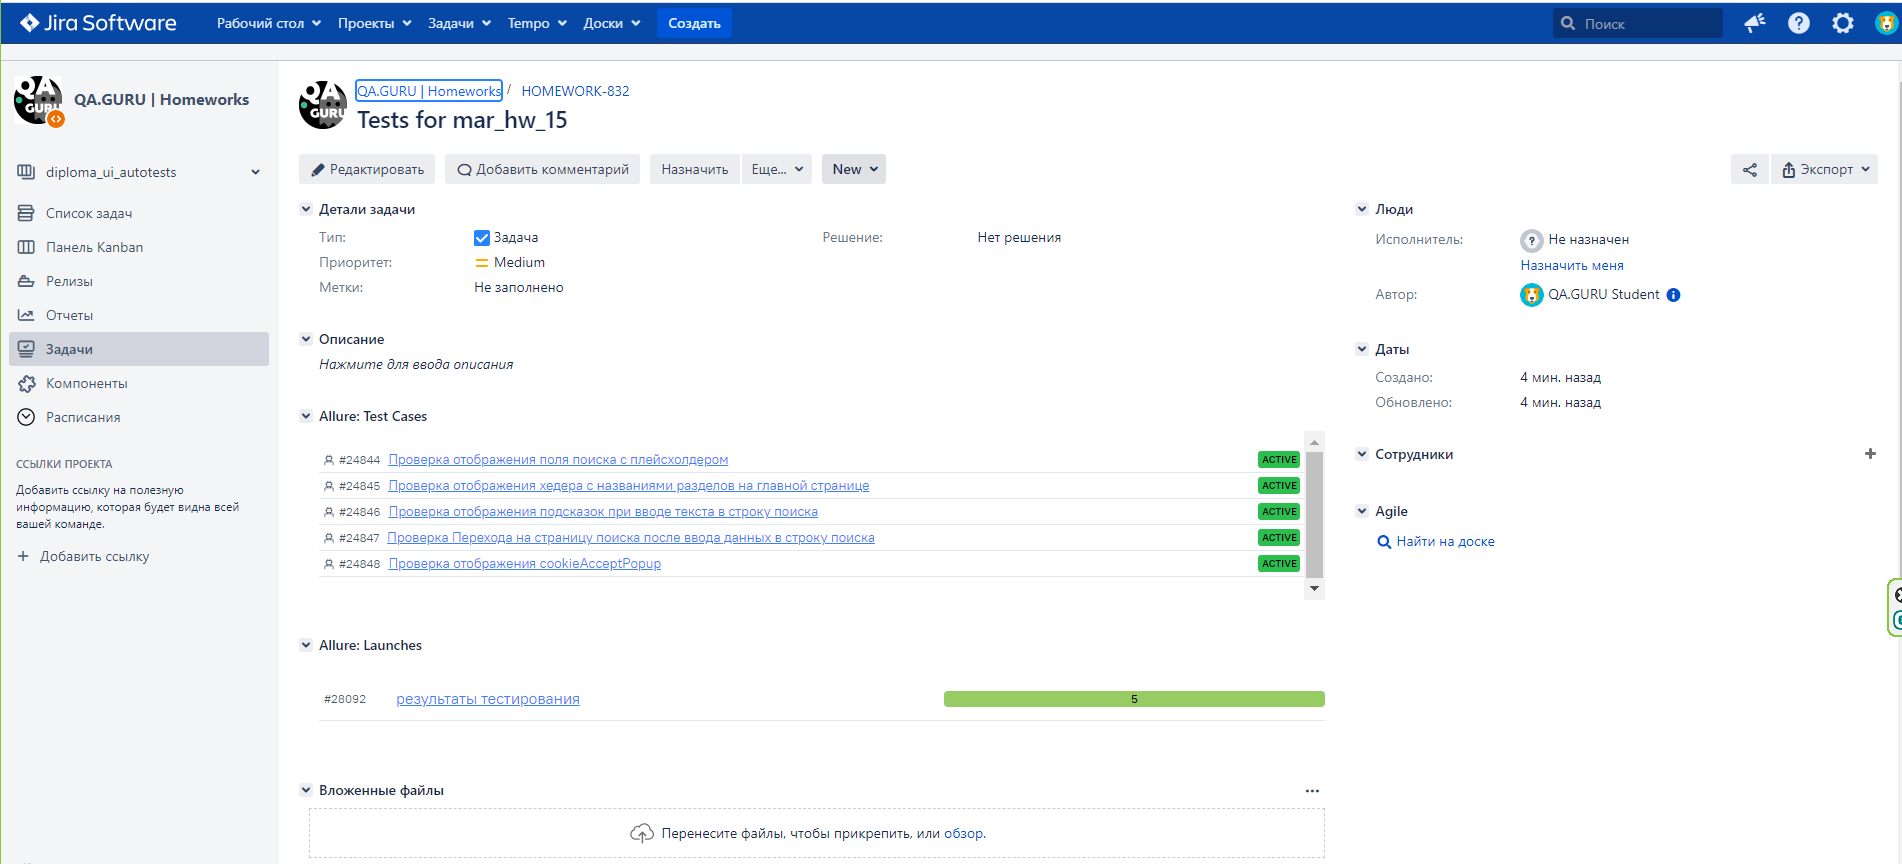 Jira Software
Рабочий стол Проекты Задачи Tempo Доски Создать Поиск
QA GURU
QA.GURU | Homeworks
diploma_ui_autotests
Список задач
Панель Kanban
Релизы
Отчеты
Задачи
Компоненты
Расписания
ССЫЛКИ ПРОЕКТА
Добавить ссылку на полезную
информацию, которая будет видна всей
вашей команде.
+ Добавить ссылку
QA GURU
QA.GURU | Homeworks / HOMEWORK-832
Tests for mar_hw_15
Редактировать Добавить комментарий Назначить Еще... New Экспорт
Детали задачи
Тип: Задача
Приоритет: Medium
Метки: Не заполнено
Решение: Нет решения
Описание
Нажмите для ввода описания
Allure: Test Cases
#24844 Проверка отображения поля поиска с плейсхолдером ACTIVE
#24845 Проверка отображения хедера с названиями разделов на главной странице ACTIVE
#24846 Проверка отображения подсказок при вводе текста в строку поиска ACTIVE
#24847 Проверка Перехода на страницу поиска после ввода данных в строку поиска ACTIVE
#24848 Проверка отображения cookieAcceptPopup ACTIVE
Allure: Launches
#28092 результаты тестирования 5
Вложенные файлы
Перенесите файлы, чтобы прикрепить, или обзор.
Люди
Исполнитель: Не назначен
Назначить меня
Автор: QA.GURU Student
Даты
Создано: 4 мин. назад
Обновлено: 4 мин. назад
Сотрудники
Agile
Найти на доске